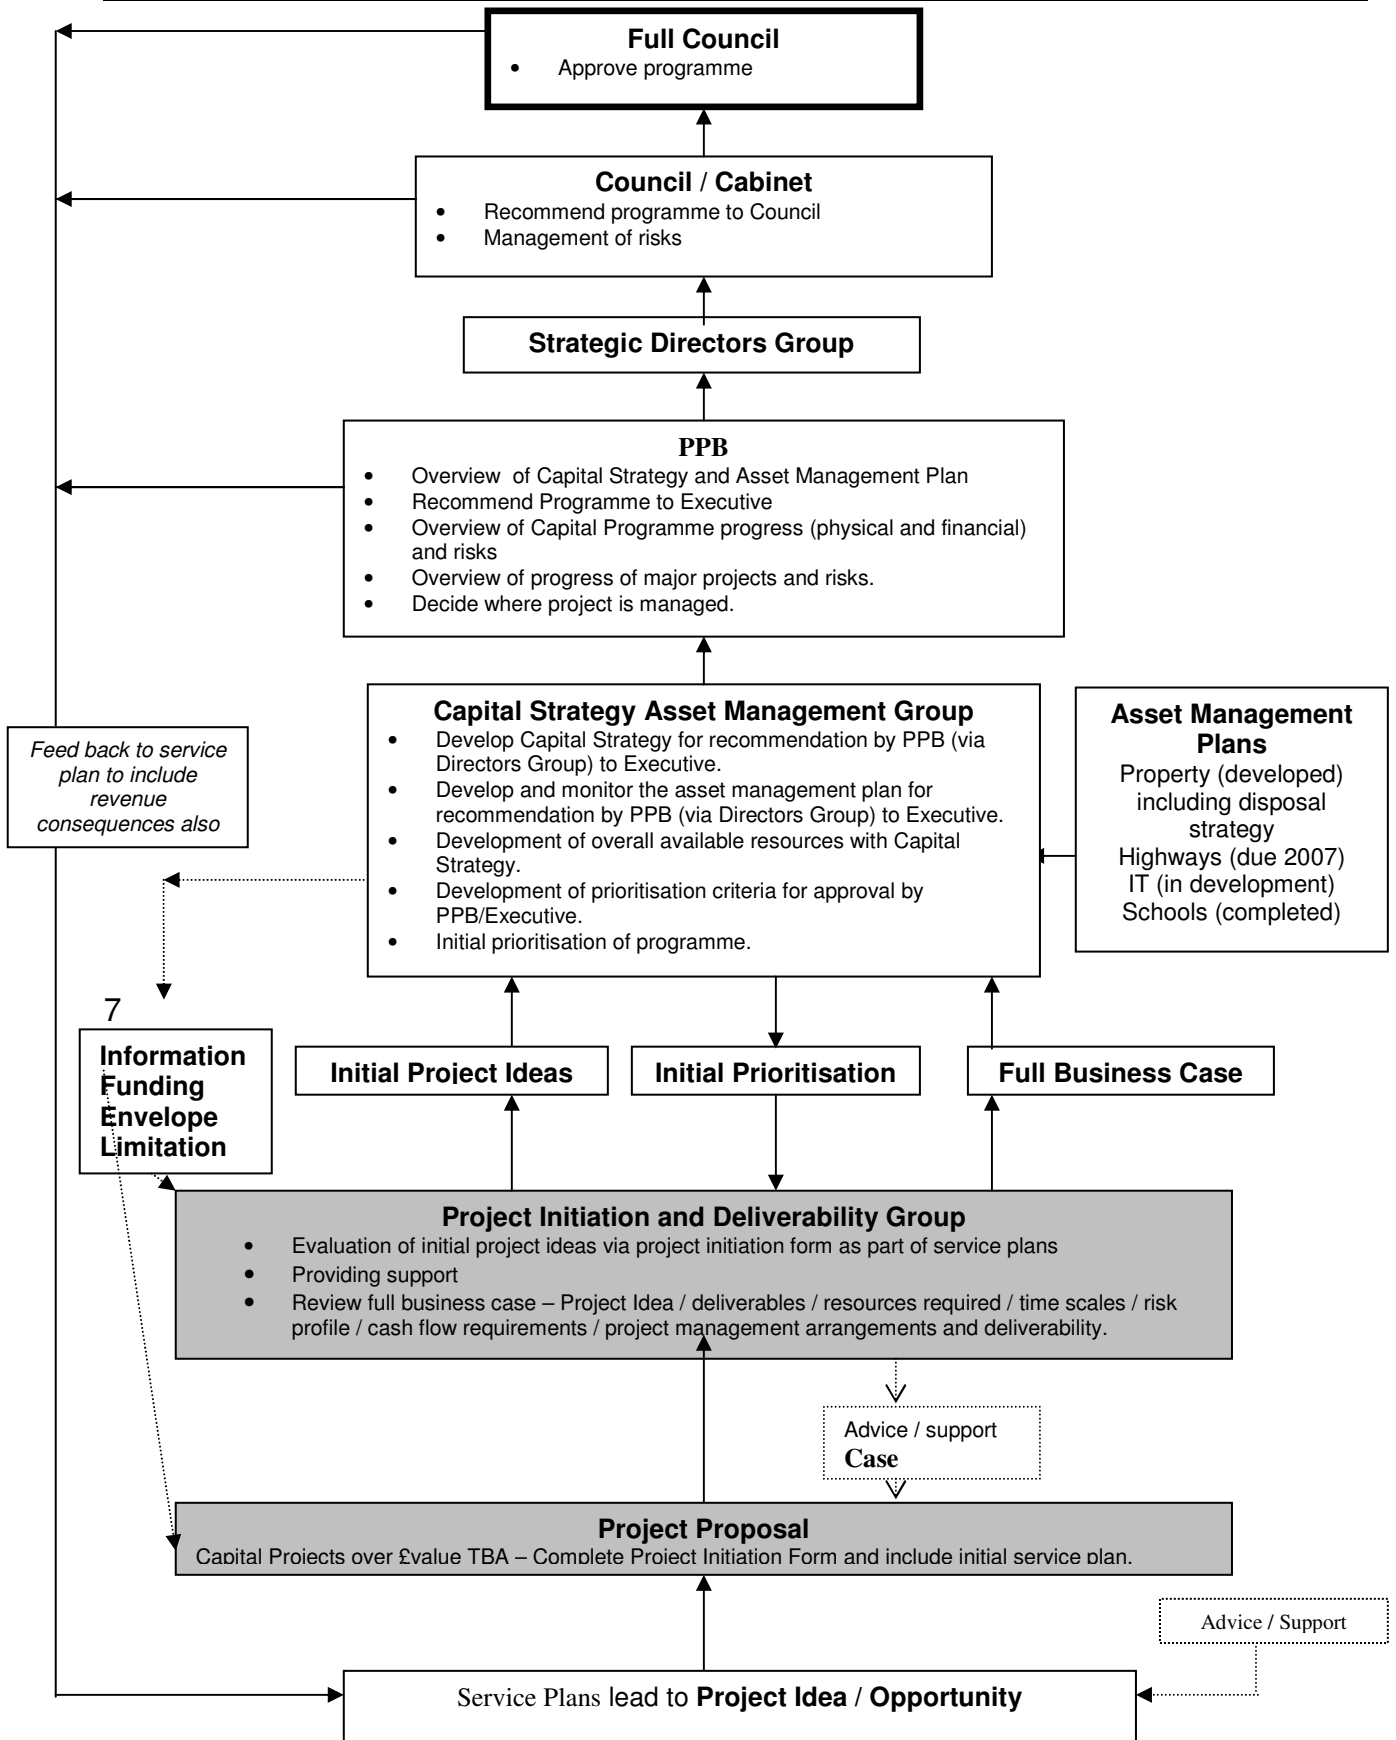 Full Council
• Approve programme
Council / Cabinet
• Recommend programme to Council
• Management of risks
Strategic Directors Group
PPB
• Overview of Capital Strategy and Asset Management Plan
• Recommend Programme to Executive
• Overview of Capital Programme progress (physical and financial)
and risks
• Overview of progress of major projects and risks.
• Decide where project is managed.
Capital Strategy Asset Management Group
• Develop Capital Strategy for recommendation by PPB (via
Directors Group) to Executive.
• Develop and monitor the asset management plan for
recommendation by PPB (via Directors Group) to Executive.
• Development of overall available resources with Capital
Strategy.
• Development of prioritisation criteria for approval by
PPB/Executive.
• Initial prioritisation of programme.
Asset Management
Plans
Property (developed)
including disposal
strategy
Highways (due 2007)
IT (in development)
Schools (completed)
Feed back to service
plan to include
revenue
consequences also
7
Information
Funding
Envelope
Limitation
Initial Project Ideas
Initial Prioritisation
Full Business Case
Project Initiation and Deliverability Group
• Evaluation of initial project ideas via project initiation form as part of service plans
• Providing support
• Review full business case – Project Idea / deliverables / resources required / time scales / risk
profile / cash flow requirements / project management arrangements and deliverability.
Advice / support
Case
Project Proposal
Capital Projects over £value TBA – Complete Project Initiation Form and include initial service plan.
Advice / Support
Service Plans lead to Project Idea / Opportunity